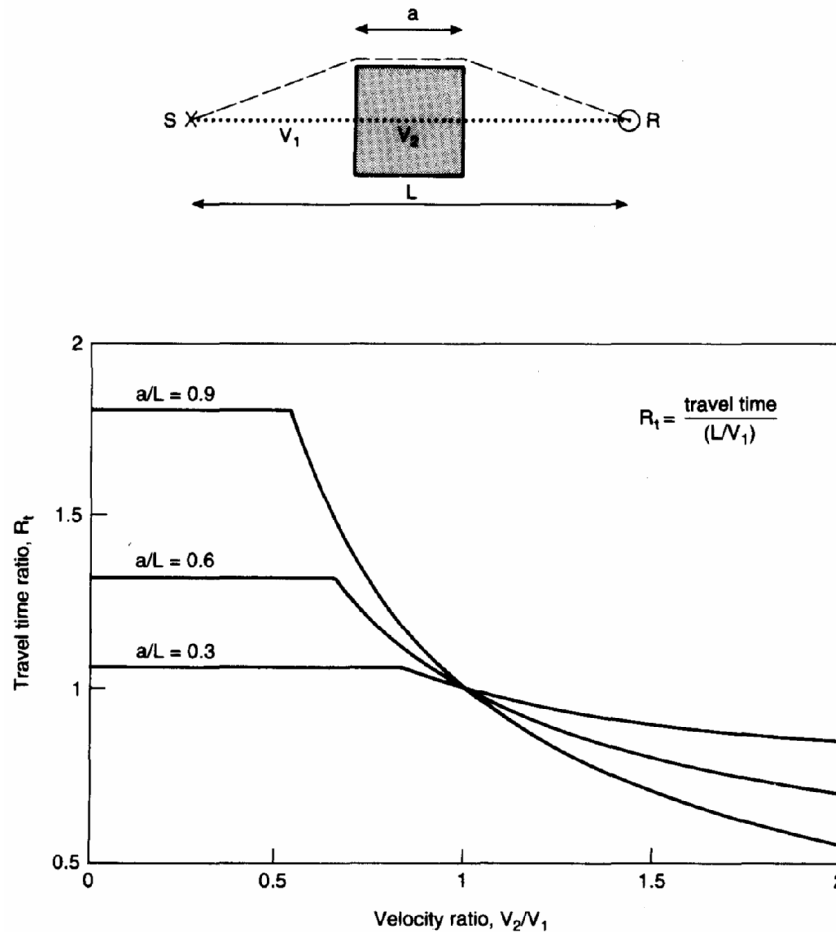 a
S
R
V₁
V₂
L
2
a/L = 0.9
Rₜ = travel time
(L/V₁)
1.5
a/L = 0.6
a/L = 0.3
1
0.5
Travel time ratio, Rₜ
0
0.5
1
1.5
2
Velocity ratio, V₂/V₁